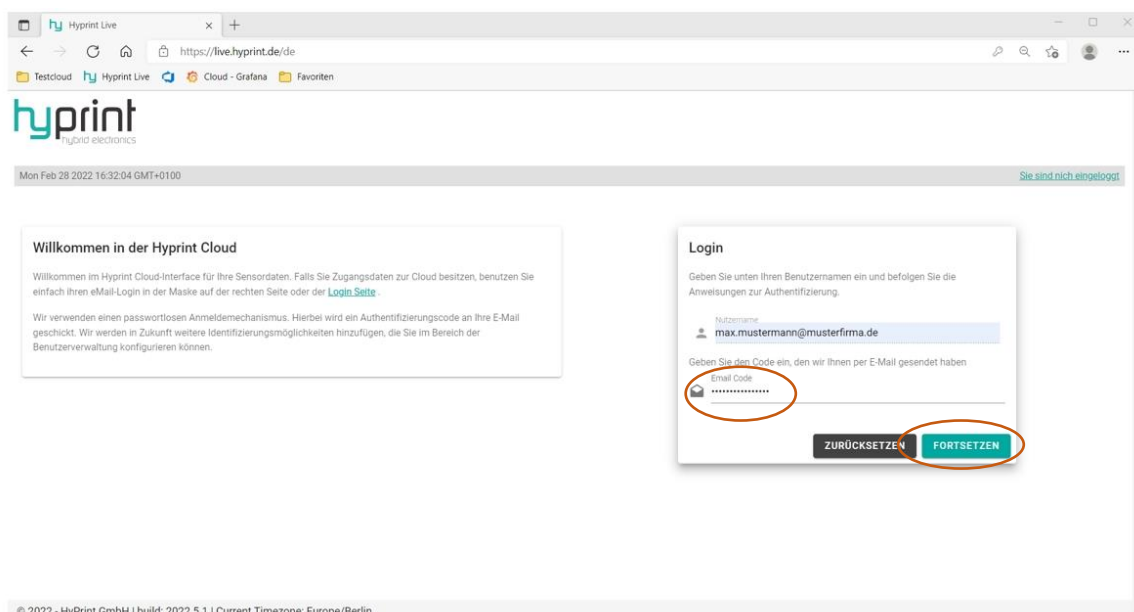 Hyprint Live
https://live.hyprint.de/de
Testcloud Hyprint Live Cloud - Grafana Favoriten
hyprint
hybrid electronics
Mon Feb 28 2022 16:32:04 GMT+0100 Sie sind nich eingeloggt
Willkommen in der Hyprint Cloud
Willkommen im Hyprint Cloud-Interface für Ihre Sensordaten. Falls Sie Zugangsdaten zur Cloud besitzen, benutzen Sie
einfach ihren eMail-Login in der Maske auf der rechten Seite oder der Login Seite .
Wir verwenden einen passwortlosen Anmeldemechanismus. Hierbei wird ein Authentifizierungscode an Ihre E-Mail
geschickt. Wir werden in Zukunft weitere Identifizierungsmöglichkeiten hinzufügen, die Sie im Bereich der
Benutzerverwaltung konfigurieren können.
Login
Geben Sie unten Ihren Benutzernamen ein und befolgen Sie die
Anweisungen zur Authentifizierung.
Nutzername
max.mustermann@musterfirma.de
Geben Sie den Code ein, den wir Ihnen per E-Mail gesendet haben
Email Code
••••••••••••••••
ZURÜCKSETZEN FORTSETZEN
© 2022 - HyPrint GmbH | build: 2022.5.1 | Current Timezone: Europe/Berlin